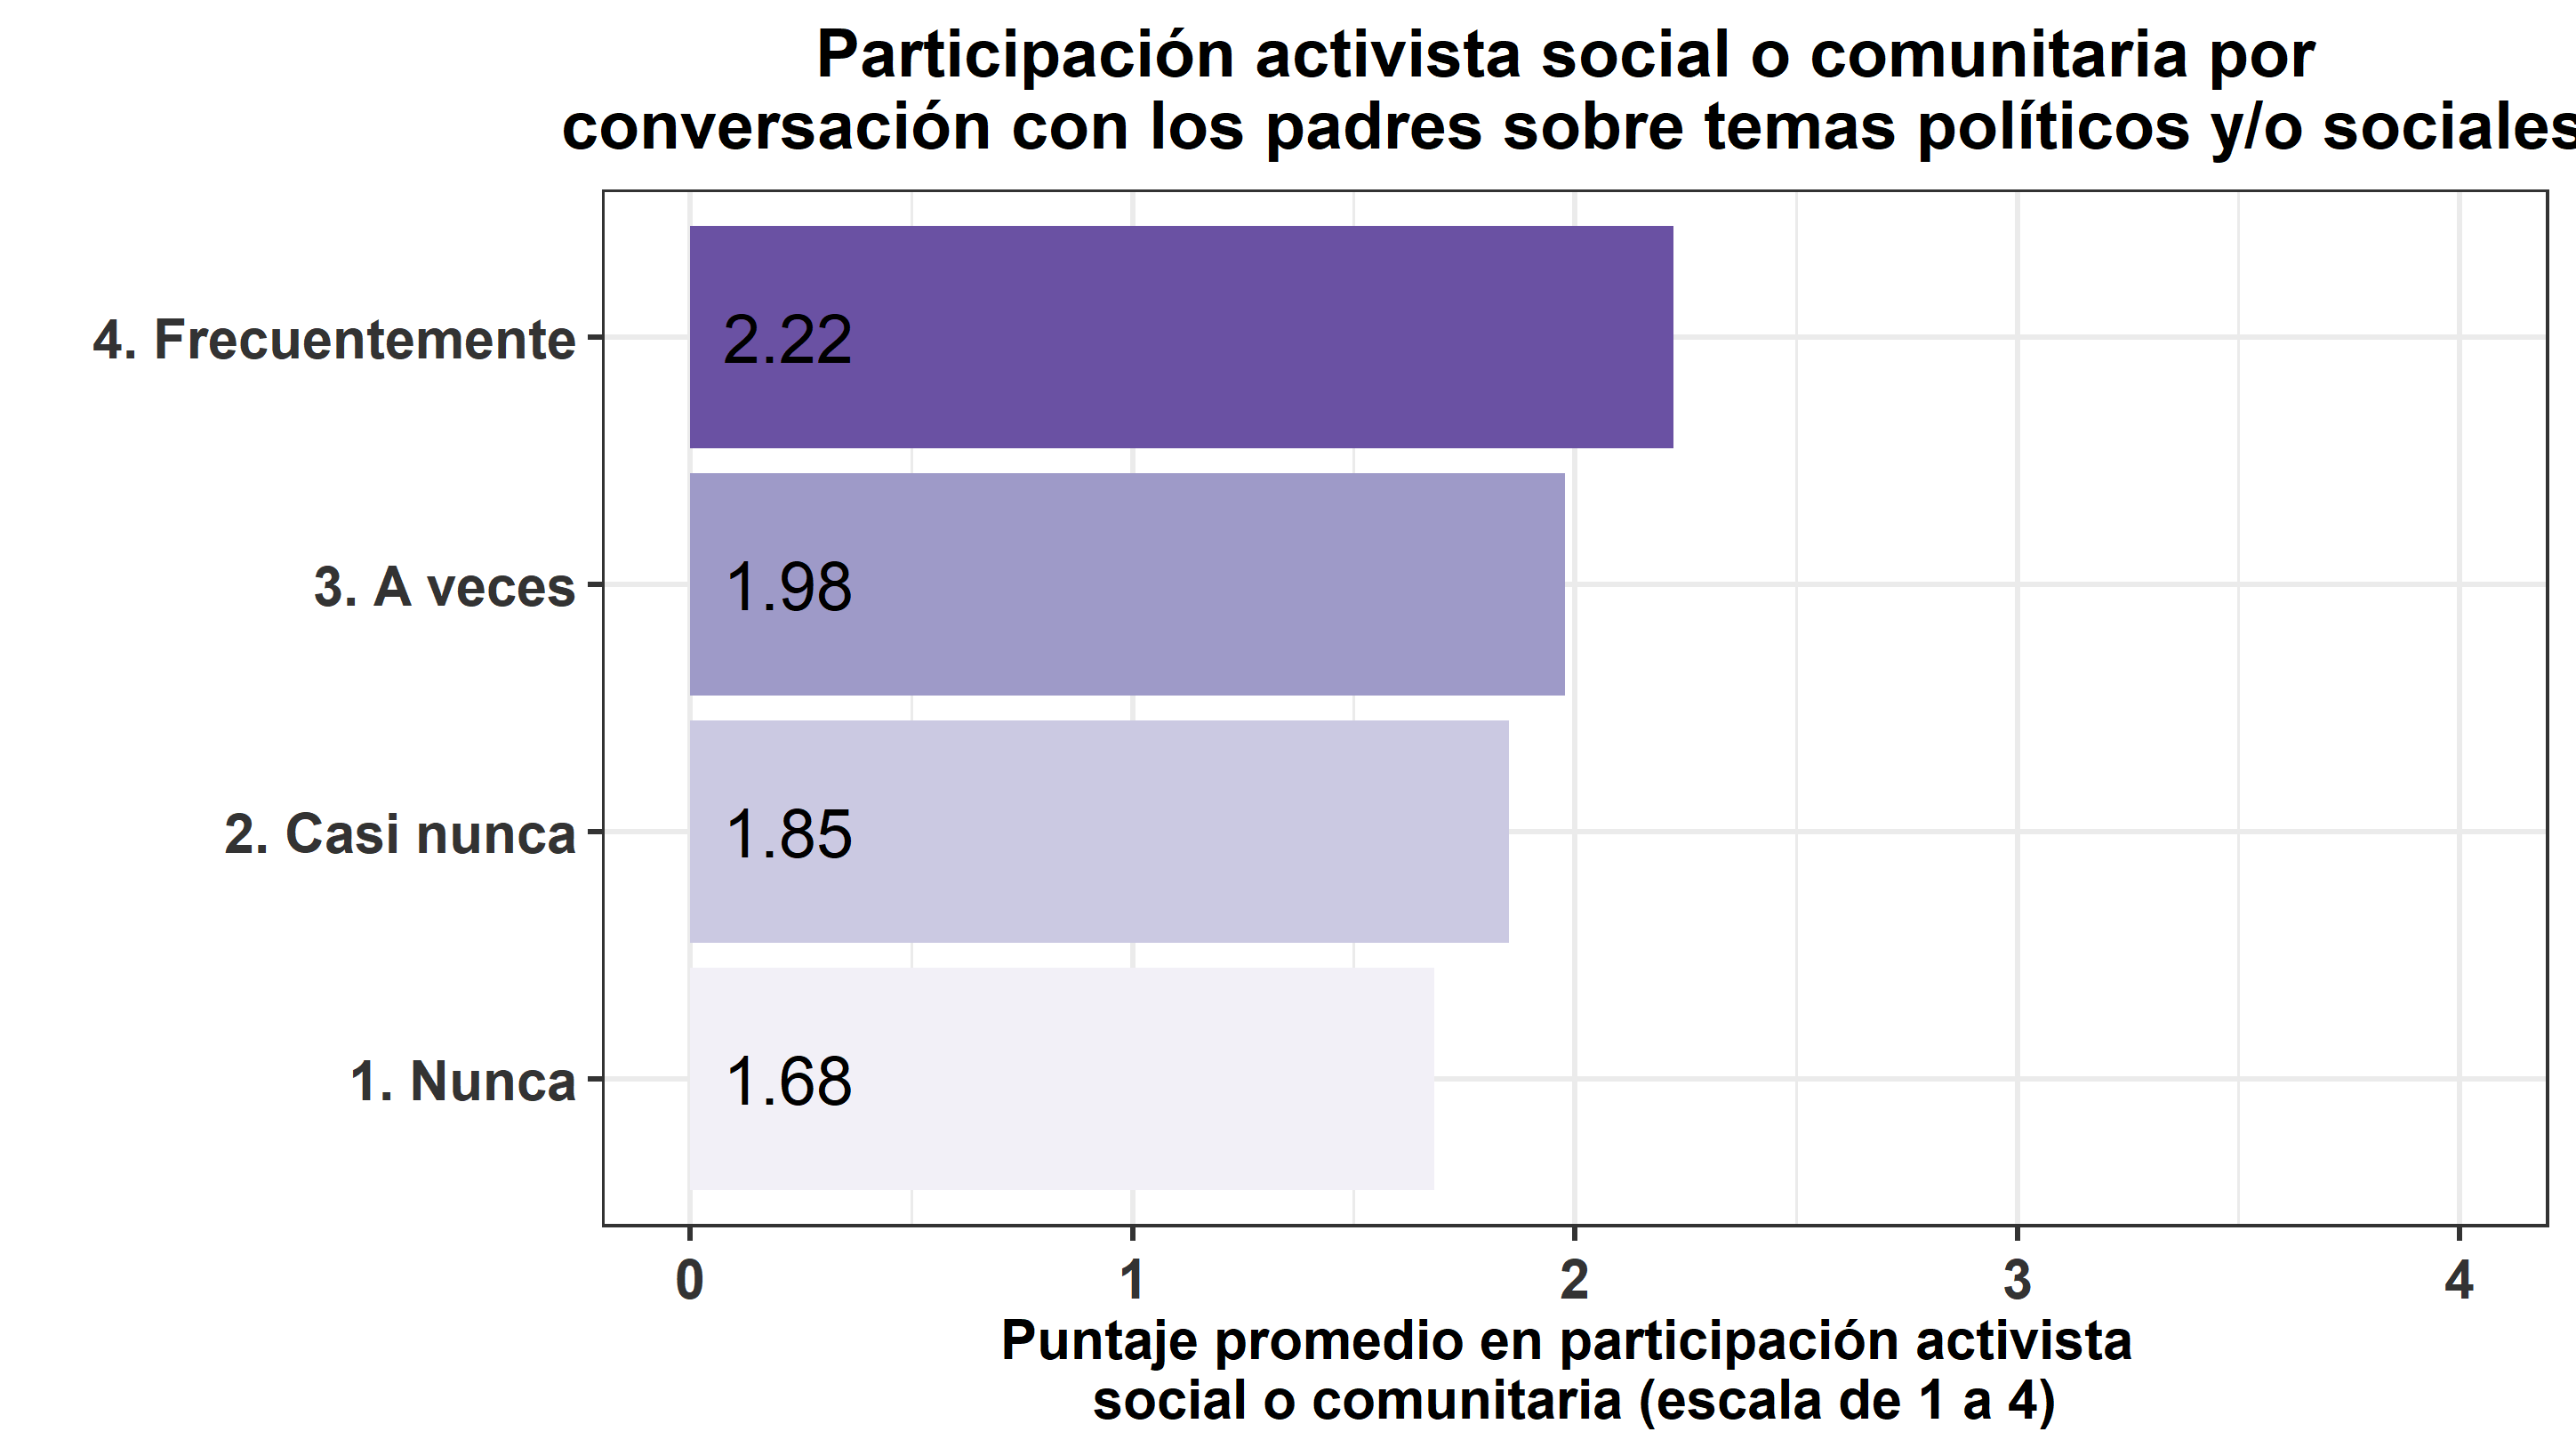 Participación activista social o comunitaria por
conversación con los padres sobre temas políticos y/o sociales
4. Frecuentemente
2.22
3. A veces
1.98
2. Casi nunca
1.85
1. Nunca
1.68
0 1 2 3 4
Puntaje promedio en participación activista
social o comunitaria (escala de 1 a 4)